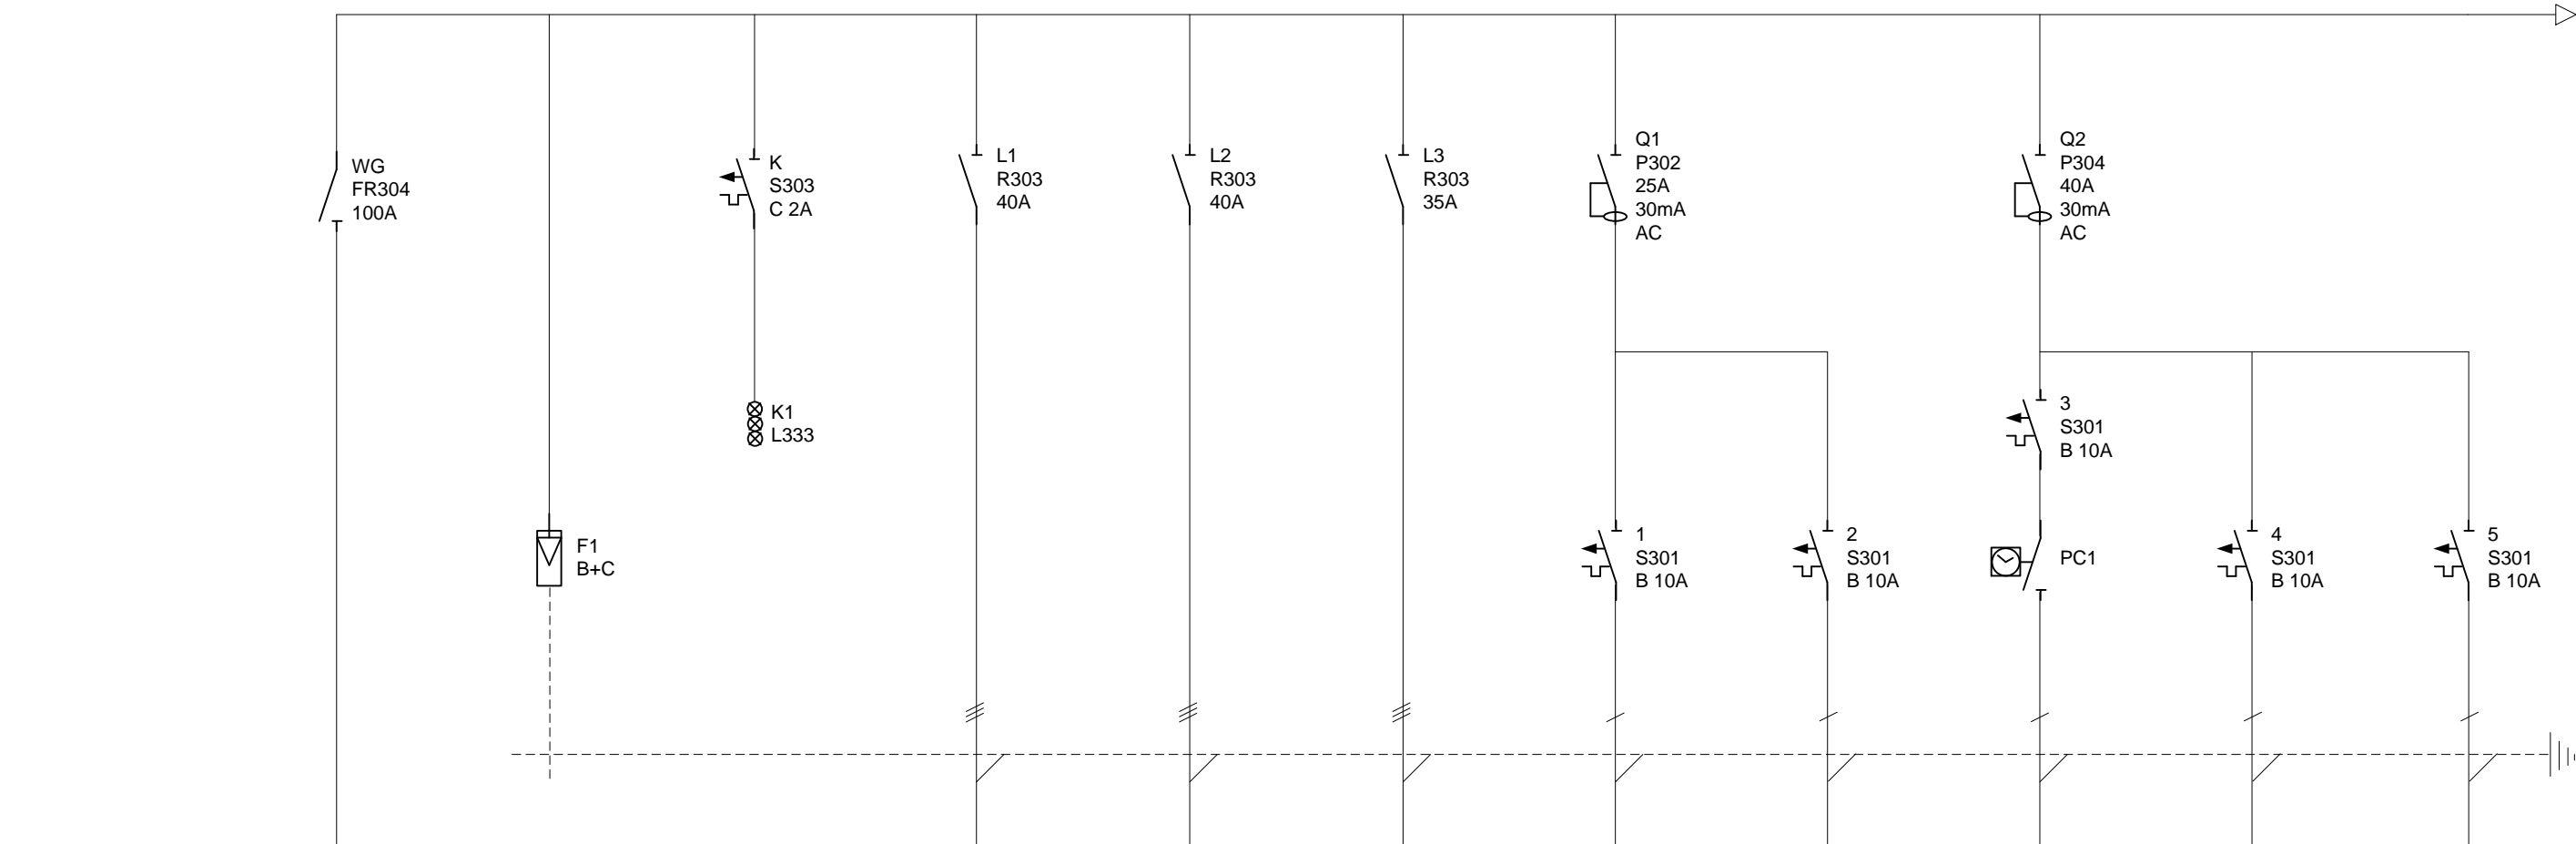 WG
FR304
100A
K
S303
C 2A
L1
R303
40A
L2
R303
40A
L3
R303
35A
Q1
P302
25A
30mA
AC
Q2
P304
40A
30mA
AC
K1
L333
3
S301
B 10A
F1
B+C
1
S301
B 10A
2
S301
B 10A
PC1
4
S301
B 10A
5
S301
B 10A